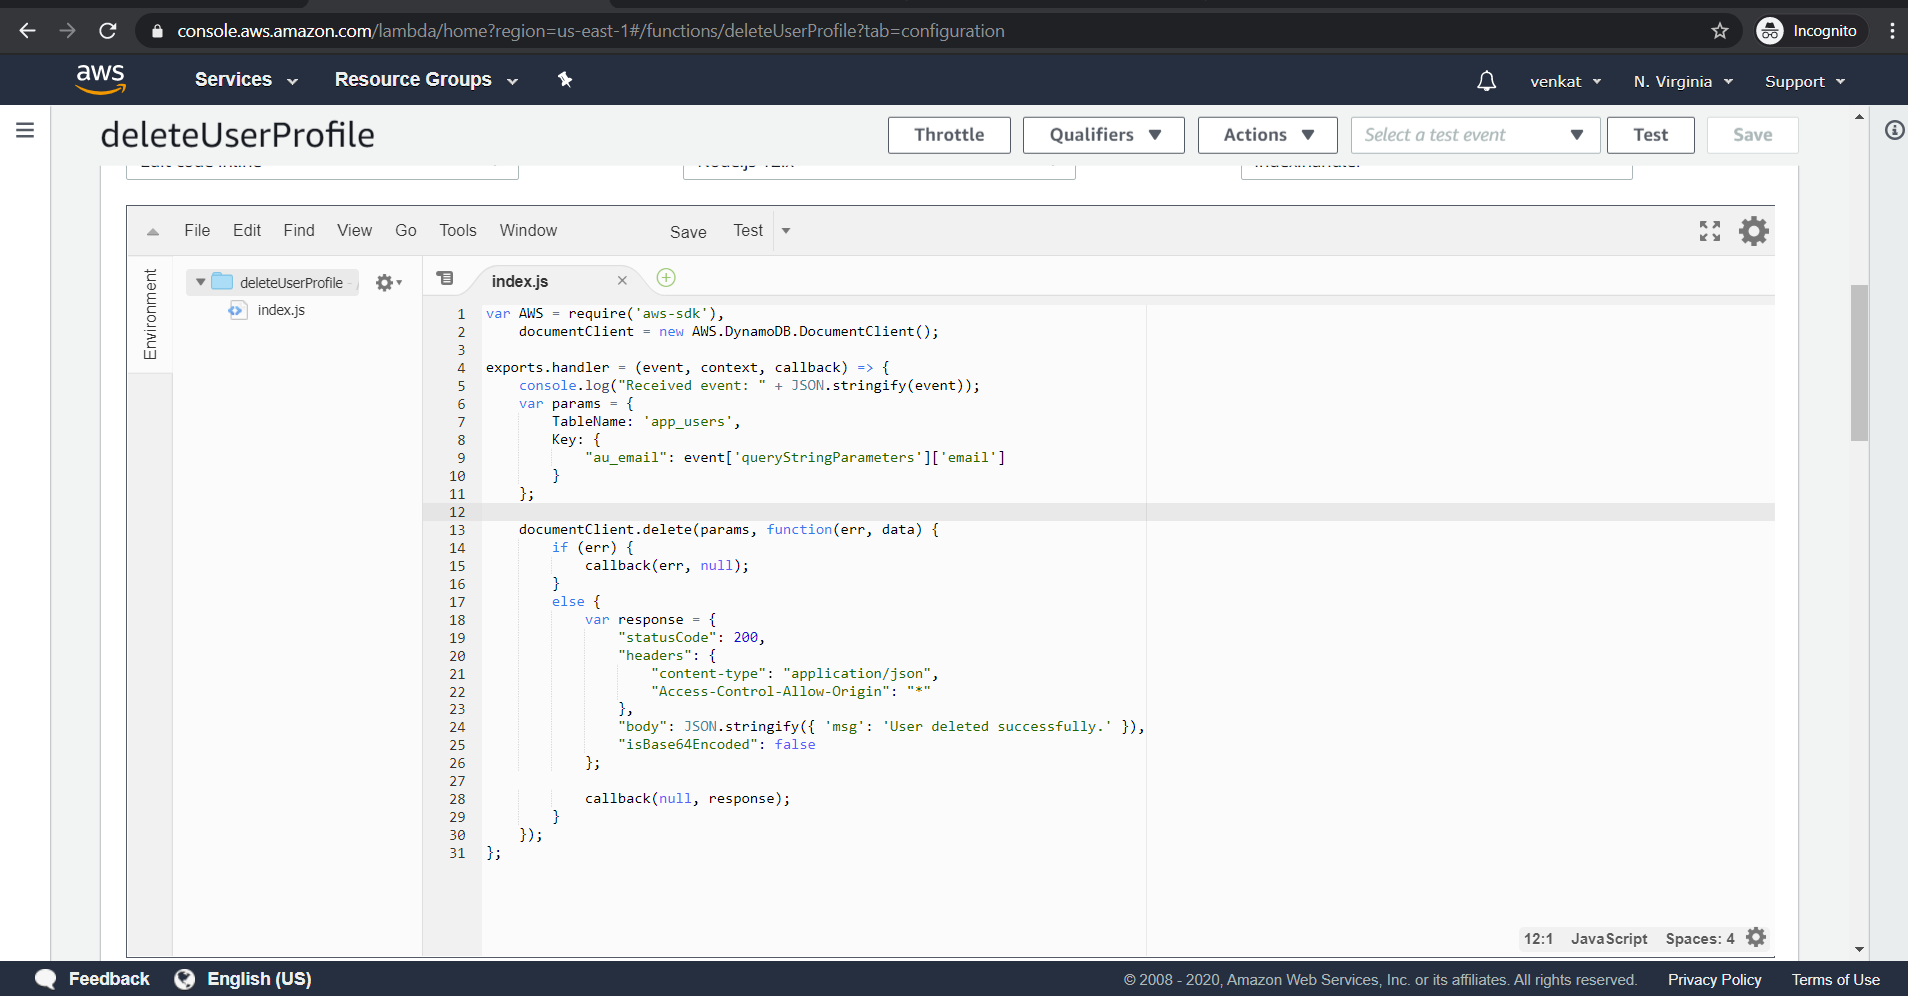 console.aws.amazon.com/lambda/home?region=us-east-1#/functions/deleteUserProfile?tab=configuration
Incognito
aws
Services
Resource Groups
venkat
N. Virginia
Support
deleteUserProfile
Throttle
Qualifiers
Actions
Select a test event
Test
Save
File Edit Find View Go Tools Window Save Test
Environment
deleteUserProfile
index.js
index.js
1 var AWS = require('aws-sdk'),
2 documentClient = new AWS.DynamoDB.DocumentClient();
3
4 exports.handler = (event, context, callback) => {
5 console.log("Received event: " + JSON.stringify(event));
6 var params = {
7 TableName: 'app_users',
8 Key: {
9 "au_email": event['queryStringParameters']['email']
10 }
11 };
12
13 documentClient.delete(params, function(err, data) {
14 if (err) {
15 callback(err, null);
16 }
17 else {
18 var response = {
19 "statusCode": 200,
20 "headers": {
21 "content-type": "application/json",
22 "Access-Control-Allow-Origin": "*"
23 },
24 "body": JSON.stringify({ 'msg': 'User deleted successfully.' }),
25 "isBase64Encoded": false
26 };
27
28 callback(null, response);
29 }
30 });
31 };
12:1 JavaScript Spaces: 4
Feedback
English (US)
© 2008 - 2020, Amazon Web Services, Inc. or its affiliates. All rights reserved.
Privacy Policy
Terms of Use